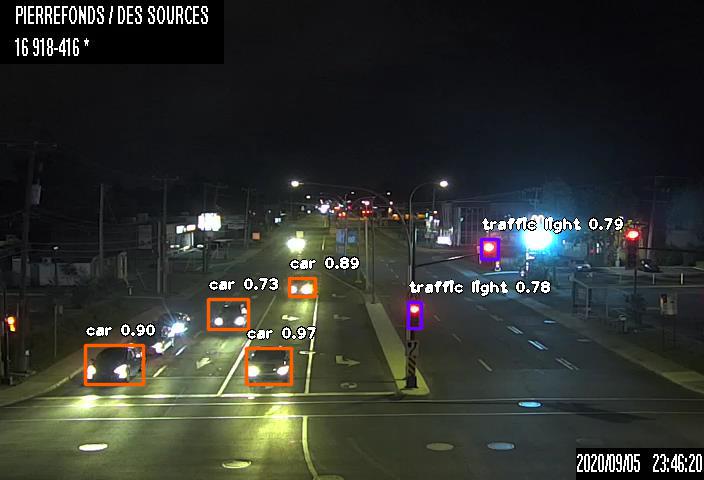 PIERREFONDS / DES SOURCES
16 918-416 *
traffic light 0.79
car 0.89
car 0.73
traffic light 0.78
car 0.90
car 0.97
2020/09/05 23:46:20